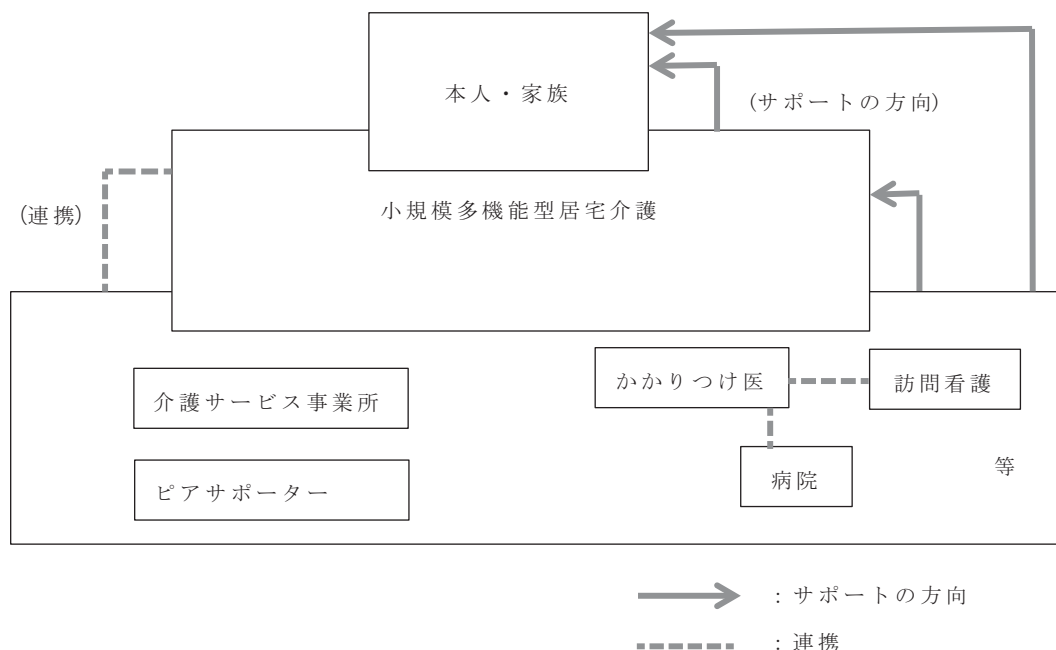 本人・家族
(サポートの方向)
(連携)
小規模多機能型居宅介護
かかりつけ医
訪問看護
介護サービス事業所
病院
等
ピアサポーター
：サポートの方向
：連携